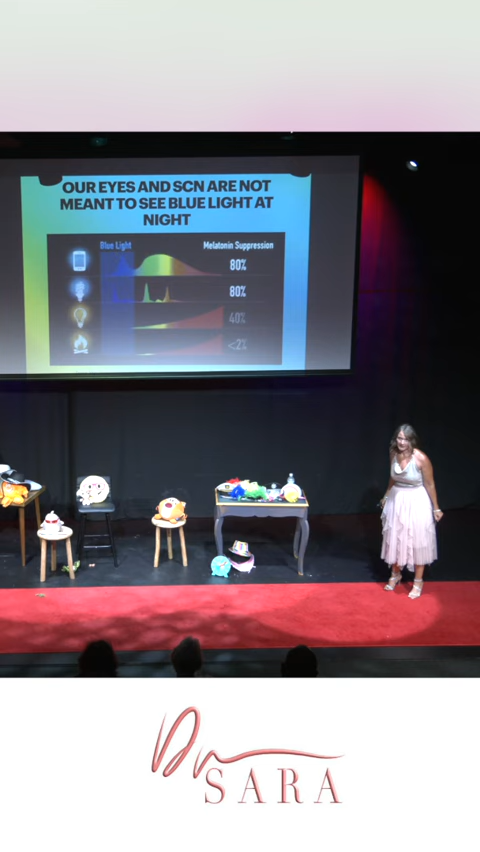 OUR EYES AND SCN ARE NOT
MEANT TO SEE BLUE LIGHT AT
NIGHT
Blue Light
Melatonin Suppression
80%
80%
40%
<2%
Dr
SARA